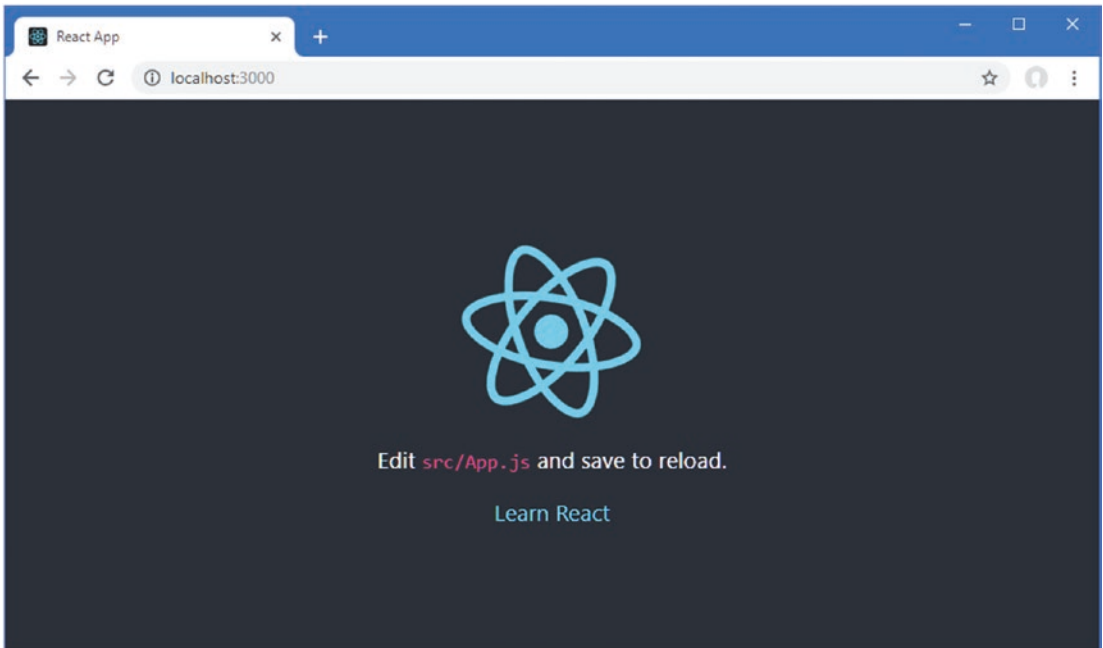 React App
localhost:3000
Edit src/App.js and save to reload.
Learn React